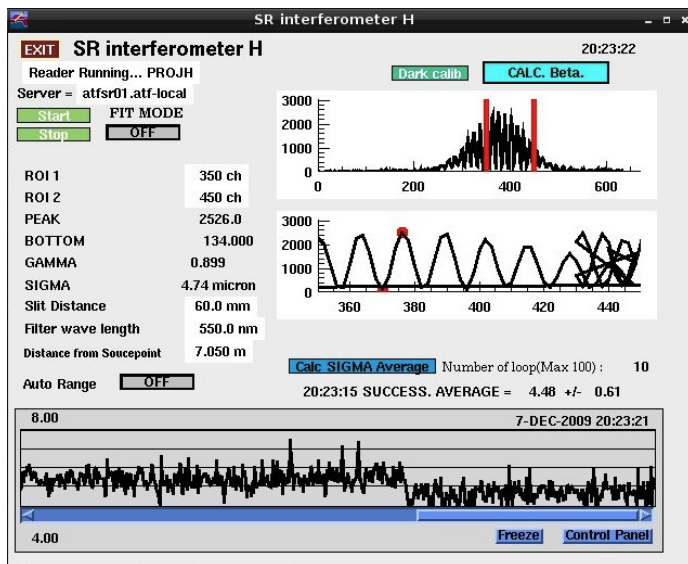 SR interferometer H
EXIT SR interferometer H 20:23:22
Reader Running... PROJH
Dark calib CALC. Beta.
Server = atfsr01.atf-local
Start FIT MODE
Stop OFF
3000
2000
1000
0
0 200 400 600
ROI 1 350 ch
ROI 2 450 ch
PEAK 2526.0
BOTTOM 134.000
GAMMA 0.899
SIGMA 4.74 micron
Slit Distance 60.0 mm
Filter wave length 550.0 nm
Distance from Soucepoint 7.050 m
3000
2000
1000
0
360 380 400 420 440
Auto Range OFF
Calc SIGMA Average Number of loop(Max 100) : 10
20:23:15 SUCCESS. AVERAGE = 4.48 +/- 0.61
8.00 7-DEC-2009 20:23:21
4.00 Freeze Control Panel